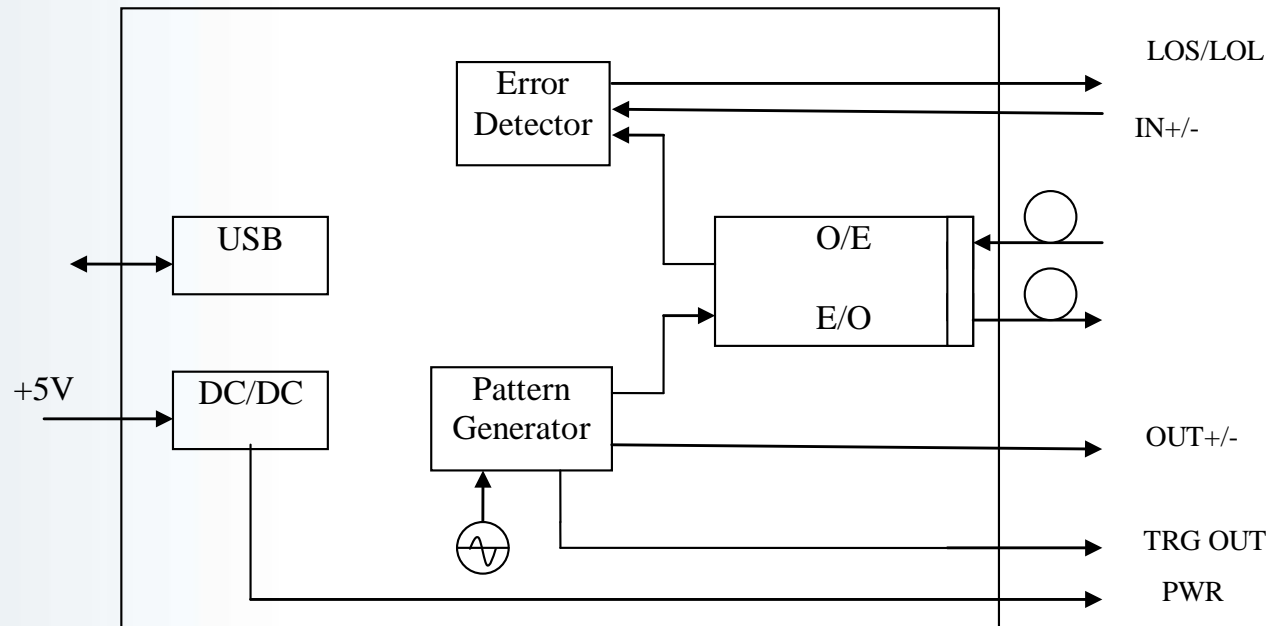 LOS/LOL
Error
Detector
IN+/-
USB
O/E
E/O
+5V
DC/DC
Pattern
Generator
OUT+/-
TRG OUT
PWR